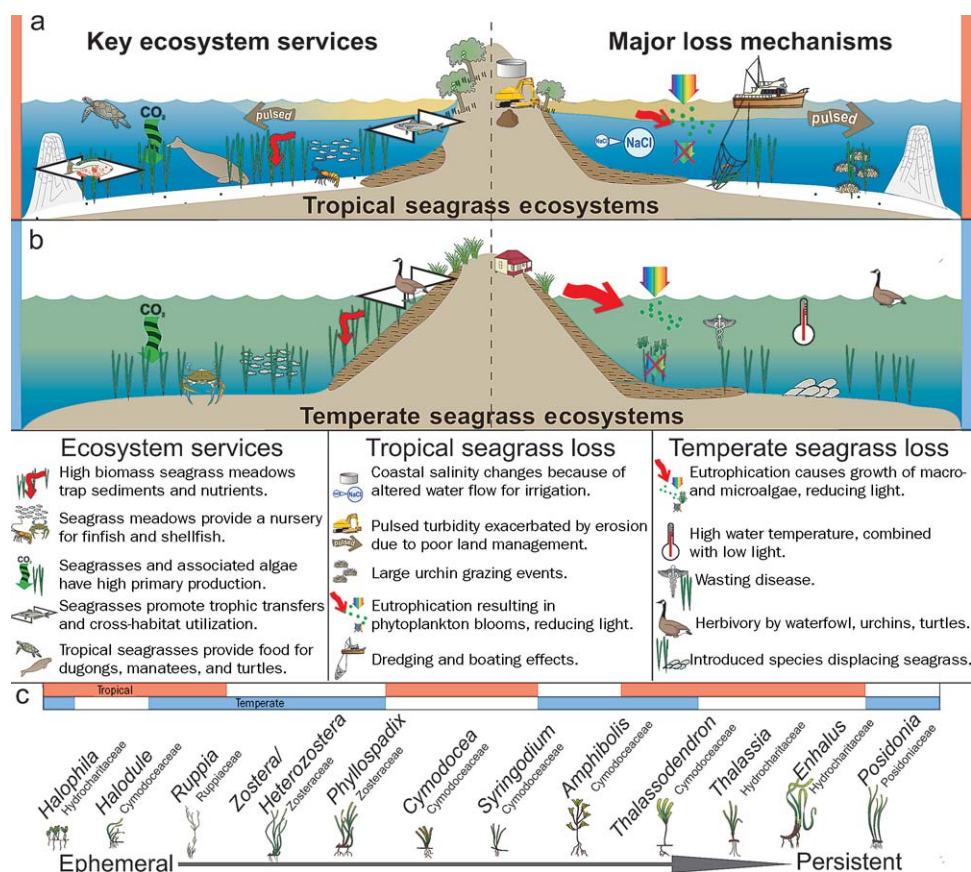 a
Key ecosystem services
Major loss mechanisms
CO₂
pulsed
NaCl
NaCl
pulsed
Tropical seagrass ecosystems
b
CO₂
Temperate seagrass ecosystems
Ecosystem services
High biomass seagrass meadows
trap sediments and nutrients.
Seagrass meadows provide a nursery
for finfish and shellfish.
CO₂
Seagrasses and associated algae
have high primary production.
Seagrasses promote trophic transfers
and cross-habitat utilization.
Tropical seagrasses provide food for
dugongs, manatees, and turtles.
Tropical seagrass loss
Coastal salinity changes because of
altered water flow for irrigation.
NaCl
NaCl
Pulsed turbidity exacerbated by erosion
due to poor land management.
pulsed
Large urchin grazing events.
Eutrophication resulting in
phytoplankton blooms, reducing light.
Dredging and boating effects.
Temperate seagrass loss
Eutrophication causes growth of macro-
and microalgae, reducing light.
High water temperature, combined
with low light.
Wasting disease.
Herbivory by waterfowl, urchins, turtles.
Introduced species displacing seagrass.
c
Tropical
Temperate
Halophila
Hydrocharitaceae
Halodule
Cymodoceaceae
Ruppia
Ruppiaceae
Zostera/
Heterozostera
Zosteraceae
Phyllospadix
Zosteraceae
Cymodocea
Cymodoceaceae
Syringodium
Cymodoceaceae
Amphibolis
Cymodoceaceae
Thalassodendron
Cymodoceaceae
Thalassia
Hydrocharitaceae
Enhalus
Hydrocharitaceae
Posidonia
Posidoniaceae
Ephemeral
Persistent